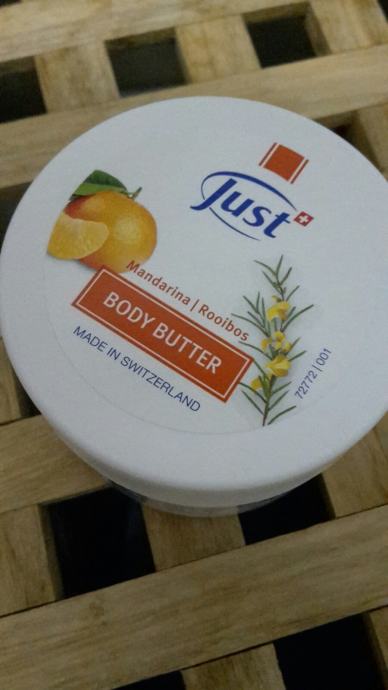 Just
Mandarina | Rooibos
BODY BUTTER
MADE IN SWITZERLAND
72772 | 001